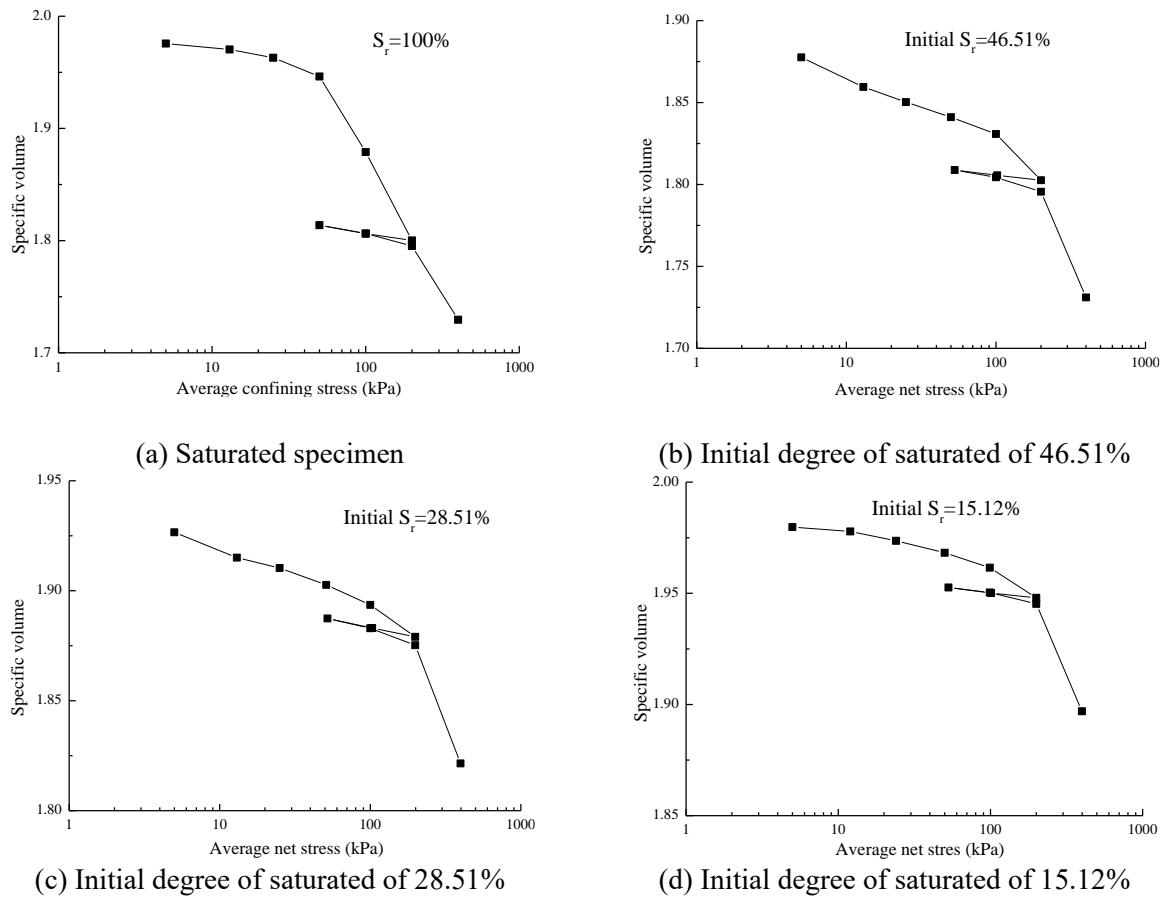 2.0
1.9
1.8
1.7
Specific volume
S_r=100%
1 10 100 1000
Average confining stress (kPa)
(a) Saturated specimen
1.90
1.85
1.80
1.75
1.70
Specific volume
Initial S_r=46.51%
1 10 100 1000
Average net stress (kPa)
(b) Initial degree of saturated of 46.51%
1.95
1.90
1.85
1.80
Specific volume
Initial S_r=28.51%
1 10 100 1000
Average net stress (kPa)
(c) Initial degree of saturated of 28.51%
2.00
1.95
1.90
1.85
Specific volume
Initial S_r=15.12%
1 10 100 1000
Average net stres (kPa)
(d) Initial degree of saturated of 15.12%